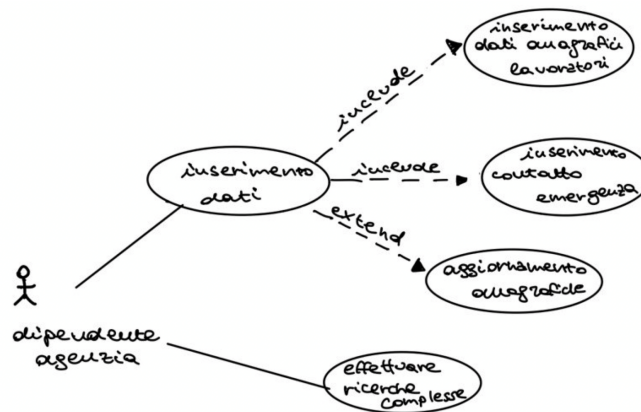 inserimento
dati anagrafici
lavoratori
include
inserimento
dati
include
inserimento
contatto
emergenza
extend
aggiornamento
anagrafiche
dipendente
agenzia
effettuare
ricerche
complesse